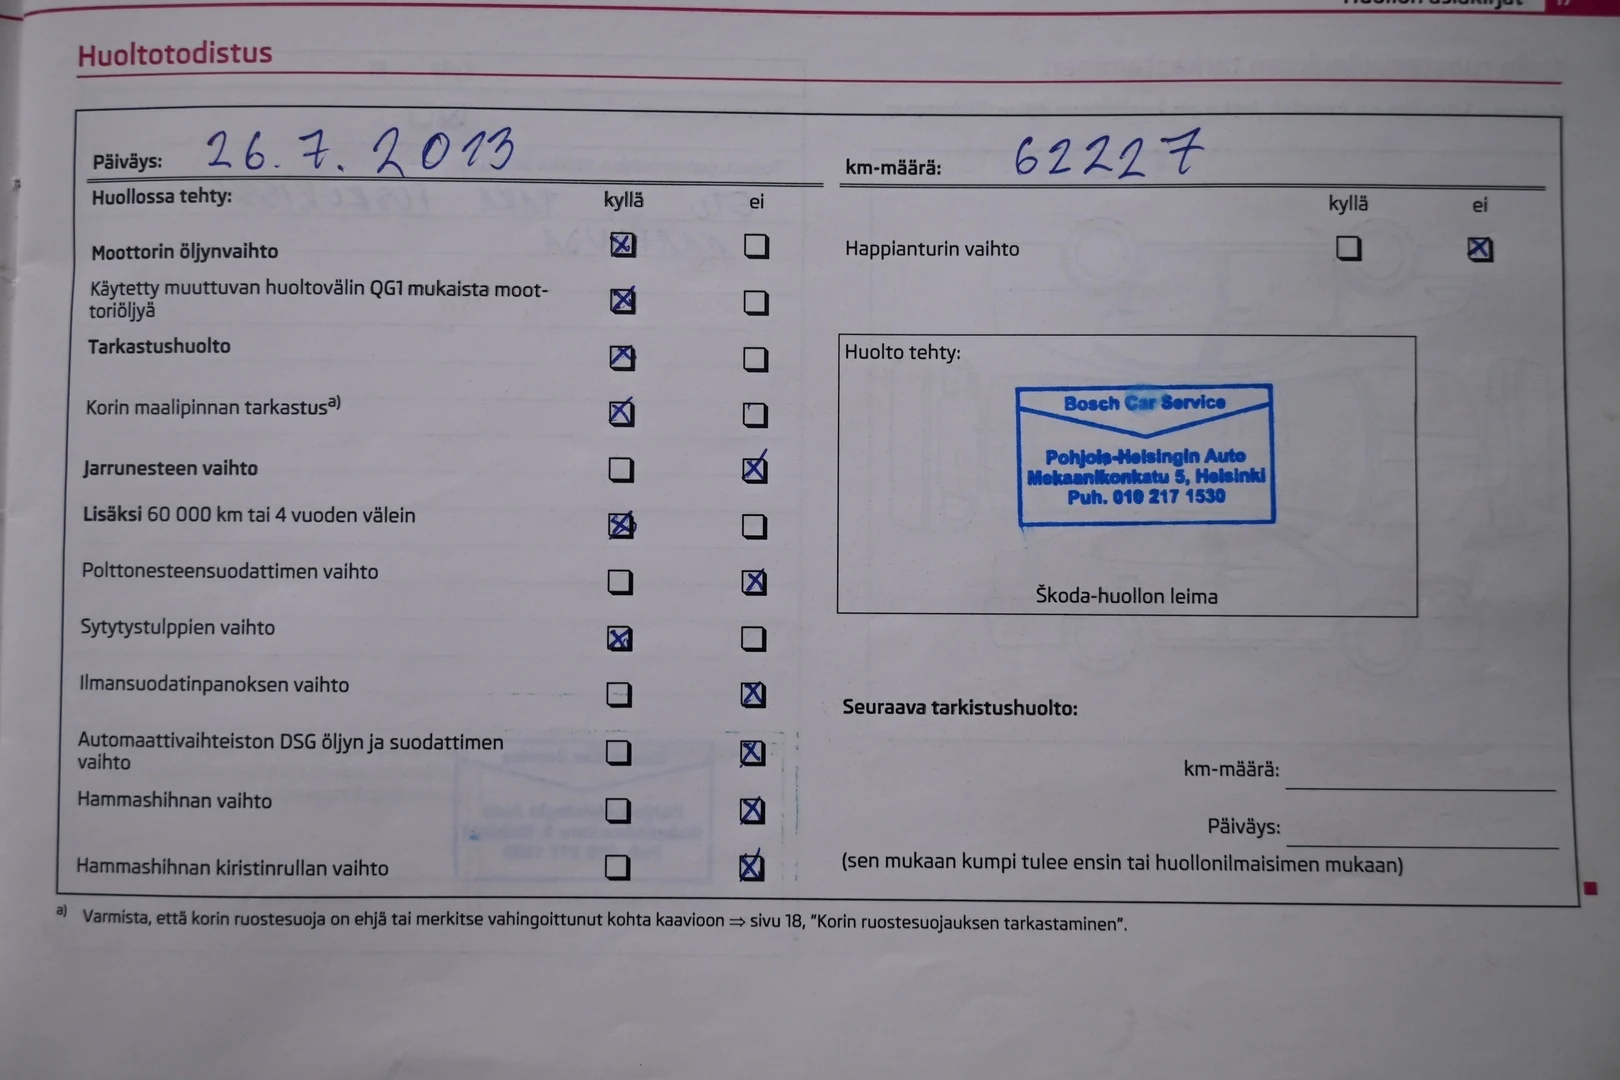 Huoltotodistus
Päiväys: 26.7.2013
km-määrä: 62227
Huollossa tehty: kyllä ei
kyllä ei
Moottorin öljynvaihto
Happianturin vaihto
Käytetty muuttuvan huoltovälin QG1 mukaista moot-
toriöljyä
Tarkastushuolto
Korin maalipinnan tarkastus a)
Jarrunesteen vaihto
Lisäksi 60 000 km tai 4 vuoden välein
Polttonesteensuodattimen vaihto
Sytytystulppien vaihto
Ilmansuodatinpanoksen vaihto
Automaattivaihteiston DSG öljyn ja suodattimen
vaihto
Hammashihnan vaihto
Hammashihnan kiristinrullan vaihto
Huolto tehty:
Bosch Car Service
Pohjois-Helsingin Auto
Mekaanikonkatu 5, Helsinki
Puh. 010 217 1530
Škoda-huollon leima
Seuraava tarkistushuolto:
km-määrä:
Päiväys:
(sen mukaan kumpi tulee ensin tai huollonilmaisimen mukaan)
a) Varmista, että korin ruostesuoja on ehjä tai merkitse vahingoittunut kohta kaavioon ⇒ sivu 18, "Korin ruostesuojauksen tarkastaminen".